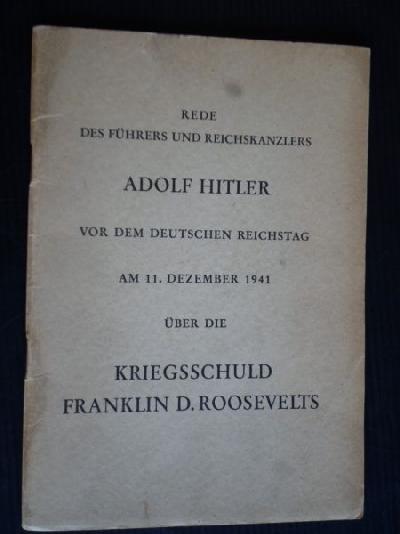 REDE
DES FÜHRERS UND REICHSKANZLERS
ADOLF HITLER
VOR DEM DEUTSCHEN REICHSTAG
AM 11. DEZEMBER 1941
ÜBER DIE
KRIEGSSCHULD
FRANKLIN D. ROOSEVELTS